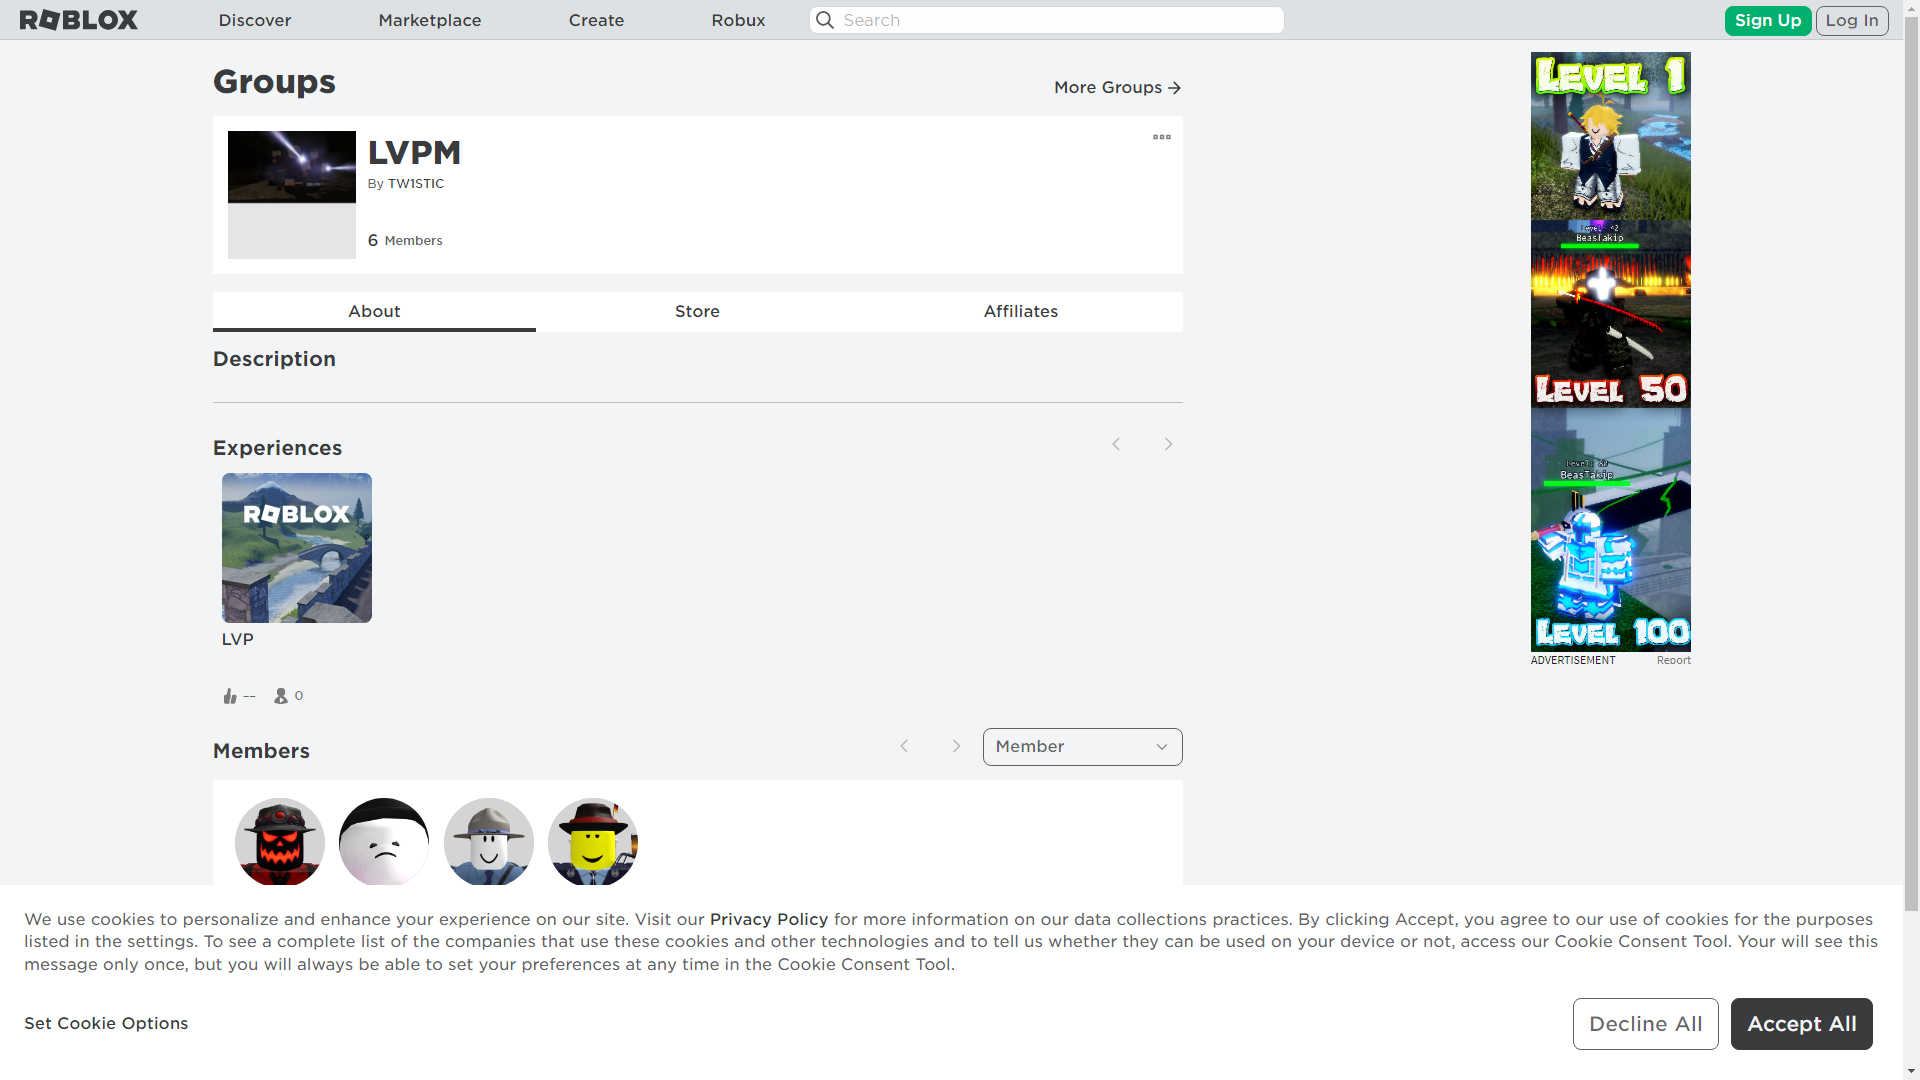 ROBLOX
Discover
Marketplace
Create
Robux
Search
Sign Up
Log In
Groups
More Groups
LVPM
By TW1STIC
6 Members
About
Store
Affiliates
Description
Experiences
ROBLOX
LVP
--
0
Members
Member
LEVEL 1
BeasTakip
LEVEL 50
BeasTakip
LEVEL 100
ADVERTISEMENT
Report
We use cookies to personalize and enhance your experience on our site. Visit our Privacy Policy for more information on our data collections practices. By clicking Accept, you agree to our use of cookies for the purposes
listed in the settings. To see a complete list of the companies that use these cookies and other technologies and to tell us whether they can be used on your device or not, access our Cookie Consent Tool. Your will see this
message only once, but you will always be able to set your preferences at any time in the Cookie Consent Tool.
Set Cookie Options
Decline All
Accept All